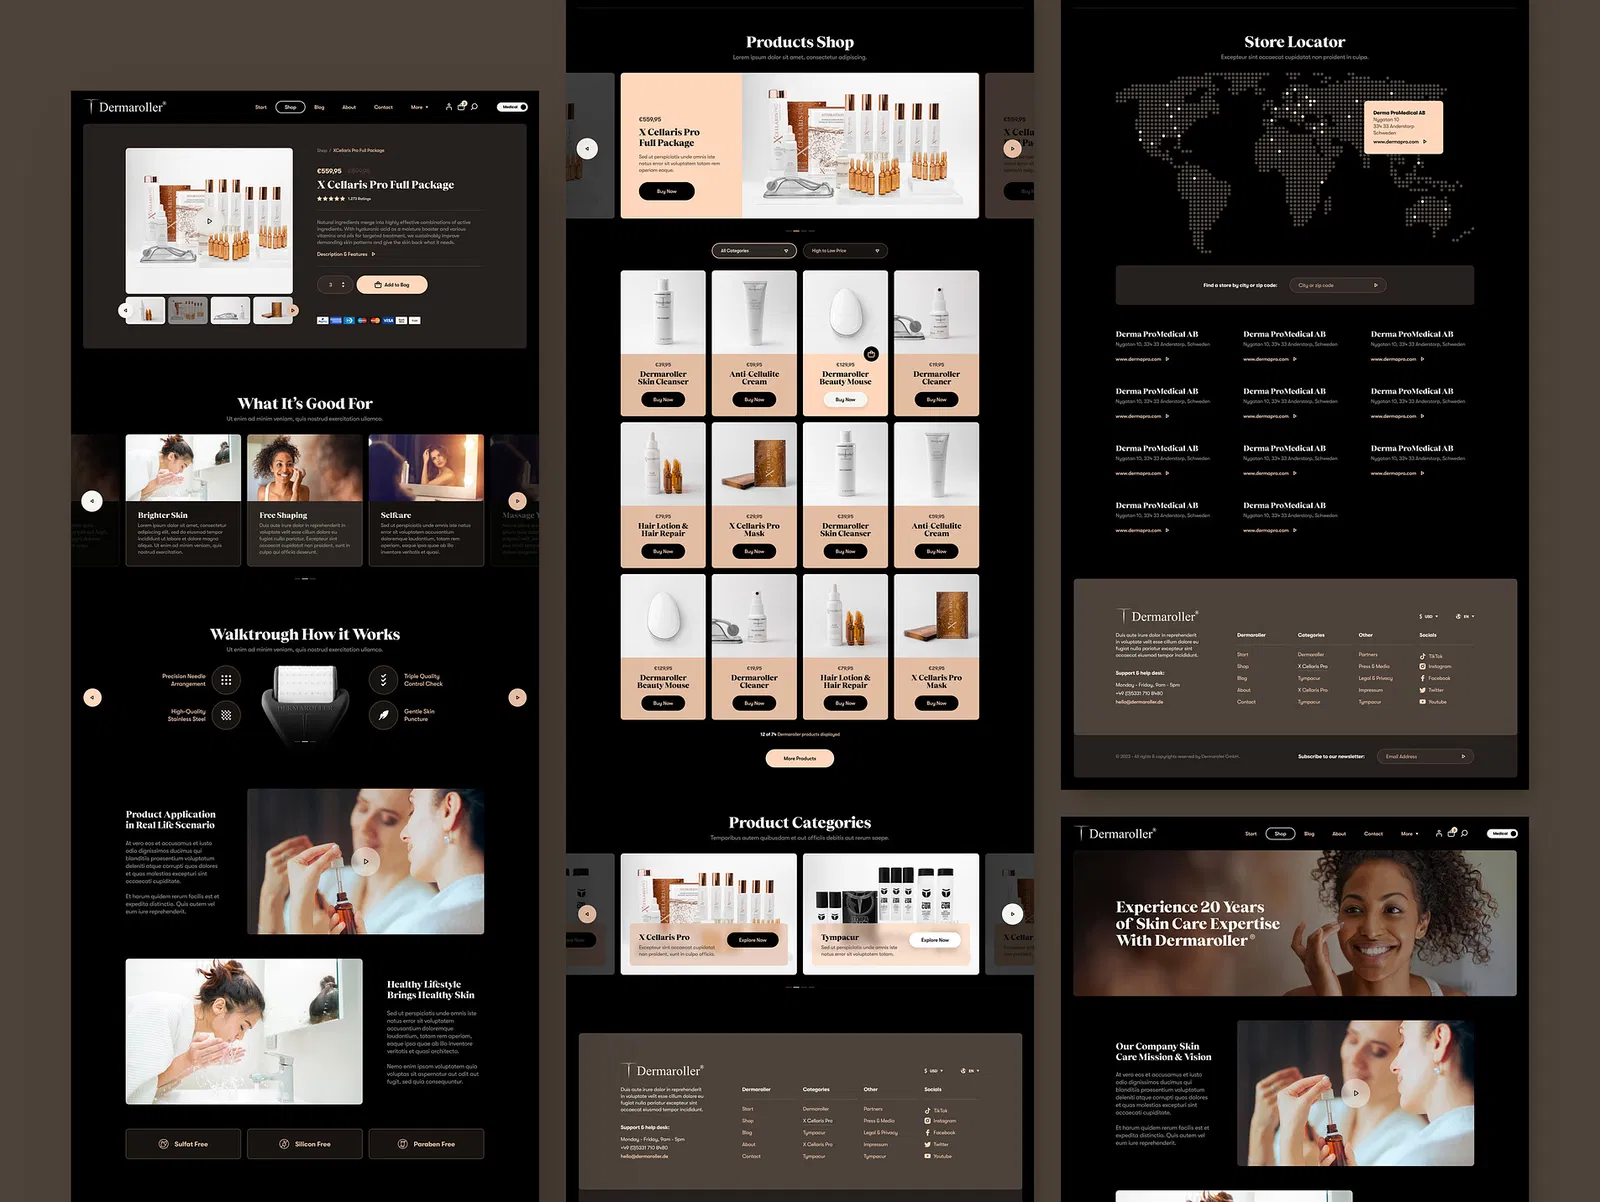 Dermaroller®
Start
Shop
Blog
About
Contact
More
Medical
Shop / XCellaris Pro Full Package
€559,95
X Cellaris Pro Full Package
1.373 Ratings
Natural ingredients merge into highly effective combinations of active
ingredients. With hyaluronic acid as a moisture booster and various
vitamins and oils for targeted treatment, we sustainably improve
demanding skin patterns and give the skin back what it needs.
Description & Features
3
Add to Bag
VISA
What It's Good For
Ut enim ad minim veniam, quis nostrud exercitation ullamco.
Brighter Skin
Lorem ipsum dolor sit amet, consectetur
adipiscing elit, sed do eiusmod tempor
incididunt ut labore et dolore magna
aliqua. Ut enim ad minim veniam, quis
nostrud exercitation.
Free Shaping
Duis aute irure dolor in reprehenderit in
voluptate velit esse cillum dolore eu
fugiat nulla pariatur. Excepteur sint
occaecat cupidatat non proident, sunt in
culpa qui officia deserunt.
Selfcare
Sed ut perspiciatis unde omnis iste natus
error sit voluptatem accusantium
doloremque laudantium, totam rem
aperiam, eaque ipsa quae ab illo
inventore veritatis et quasi.
Walktrough How it Works
Ut enim ad minim veniam, quis nostrud exercitation ullamco.
Precision Needle
Arrangement
High-Quality
Stainless Steel
DERMAROLLER
Triple Quality
Control Check
Gentle Skin
Puncture
Product Application
in Real Life Scenario
At vero eos et accusamus et iusto
odio dignissimos ducimus qui
blanditiis praesentium voluptatum
deleniti atque corrupti quos dolores
et quas molestias excepturi sint
occaecati cupiditate.
Et harum quidem rerum facilis est et
expedita distinctio. Quis autem vel
eum iure reprehenderit.
Healthy Lifestyle
Brings Healthy Skin
Sed ut perspiciatis unde omnis iste
natus error sit voluptatem
accusantium doloremque
laudantium, totam rem aperiam,
eaque ipsa quae ab illo inventore
veritatis et quasi architecto.
Nemo enim ipsam voluptatem quia
voluptas sit aspernatur aut odit aut
fugit, sed quia consequuntur.
Sulfat Free
Silicon Free
Paraben Free
Products Shop
Lorem ipsum dolor sit amet, consectetur adipiscing.
€559,95
X Cellaris Pro
Full Package
Sed ut perspiciatis unde omnis iste
natus error sit voluptatem totam rem
aperiam eaque.
Buy Now
All Categories
High to Low Price
€39,95
Dermaroller
Skin Cleanser
Buy Now
€59,95
Anti-Cellulite
Cream
Buy Now
€129,95
Dermaroller
Beauty Mouse
Buy Now
€19,95
Dermaroller
Cleaner
Buy Now
€79,95
Hair Lotion &
Hair Repair
Buy Now
€29,95
X Cellaris Pro
Mask
Buy Now
€39,95
Dermaroller
Skin Cleanser
Buy Now
€59,95
Anti-Cellulite
Cream
Buy Now
€129,95
Dermaroller
Beauty Mouse
Buy Now
€19,95
Dermaroller
Cleaner
Buy Now
€79,95
Hair Lotion &
Hair Repair
Buy Now
€29,95
X Cellaris Pro
Mask
Buy Now
12 of 74 Dermaroller products displayed
More Products
Product Categories
Temporibus autem quibusdam et aut officiis debitis aut rerum saepe.
X Cellaris Pro
Excepteur sint occaecat cupidatat
non proident, sunt in culpa officia.
Explore Now
Tympacur
Sed ut perspiciatis unde omnis iste
natus error sit voluptatem totam.
Explore Now
Dermaroller®
Duis aute irure dolor in reprehenderit
in voluptate velit esse cillum dolore eu
fugiat nulla pariatur excepteur sint
occaecat tempor incididunt.
Support & help desk:
Monday - Friday, 9am - 5pm
+49 (0)5331 710 8480
hello@dermaroller.de
$ USD
EN
Dermaroller
Start
Shop
Blog
About
Contact
Categories
Dermaroller
X Cellaris Pro
Tympacur
X Cellaris Pro
Tympacur
Other
Partners
Press & Media
Legal & Privacy
Impressum
Tympacur
Socials
TikTok
Instagram
Facebook
Twitter
Youtube
Store Locator
Excepteur sint occaecat cupidatat non proident in culpa.
Derma ProMedical AB
Nygatan 10
334 33 Anderstorp
Schweden
www.dermapro.com
Find a store by city or zip code:
City or zip code
Derma ProMedical AB
Nygatan 10, 334 33 Anderstorp, Schweden
www.dermapro.com
Derma ProMedical AB
Nygatan 10, 334 33 Anderstorp, Schweden
www.dermapro.com
Derma ProMedical AB
Nygatan 10, 334 33 Anderstorp, Schweden
www.dermapro.com
Derma ProMedical AB
Nygatan 10, 334 33 Anderstorp, Schweden
www.dermapro.com
Derma ProMedical AB
Nygatan 10, 334 33 Anderstorp, Schweden
www.dermapro.com
Derma ProMedical AB
Nygatan 10, 334 33 Anderstorp, Schweden
www.dermapro.com
Derma ProMedical AB
Nygatan 10, 334 33 Anderstorp, Schweden
www.dermapro.com
Derma ProMedical AB
Nygatan 10, 334 33 Anderstorp, Schweden
www.dermapro.com
Derma ProMedical AB
Nygatan 10, 334 33 Anderstorp, Schweden
www.dermapro.com
Derma ProMedical AB
Nygatan 10, 334 33 Anderstorp, Schweden
www.dermapro.com
Derma ProMedical AB
Nygatan 10, 334 33 Anderstorp, Schweden
www.dermapro.com
Dermaroller®
Duis aute irure dolor in reprehenderit
in voluptate velit esse cillum dolore eu
fugiat nulla pariatur excepteur sint
occaecat tempor incididunt.
Support & help desk:
Monday - Friday, 9am - 5pm
+49 (0)5331 710 8480
hello@dermaroller.de
$ USD
EN
Dermaroller
Start
Shop
Blog
About
Contact
Categories
Dermaroller
X Cellaris Pro
Tympacur
X Cellaris Pro
Tympacur
Other
Partners
Press & Media
Legal & Privacy
Impressum
Tympacur
Socials
TikTok
Instagram
Facebook
Twitter
Youtube
© 2023 - All rights & copyrights reserved by Dermaroller GmbH.
Subscribe to our newsletter:
Email Address
Dermaroller®
Start
Shop
Blog
About
Contact
More
Medical
Experience 20 Years
of Skin Care Expertise
With Dermaroller®
Our Company Skin
Care Mission & Vision
At vero eos et accusamus et iusto
odio dignissimos ducimus qui
blanditiis praesentium voluptatum
deleniti atque corrupti quos dolores
et quas molestias excepturi sint
occaecati cupiditate.
Et harum quidem rerum facilis est et
expedita distinctio. Quis autem vel
eum iure reprehenderit.